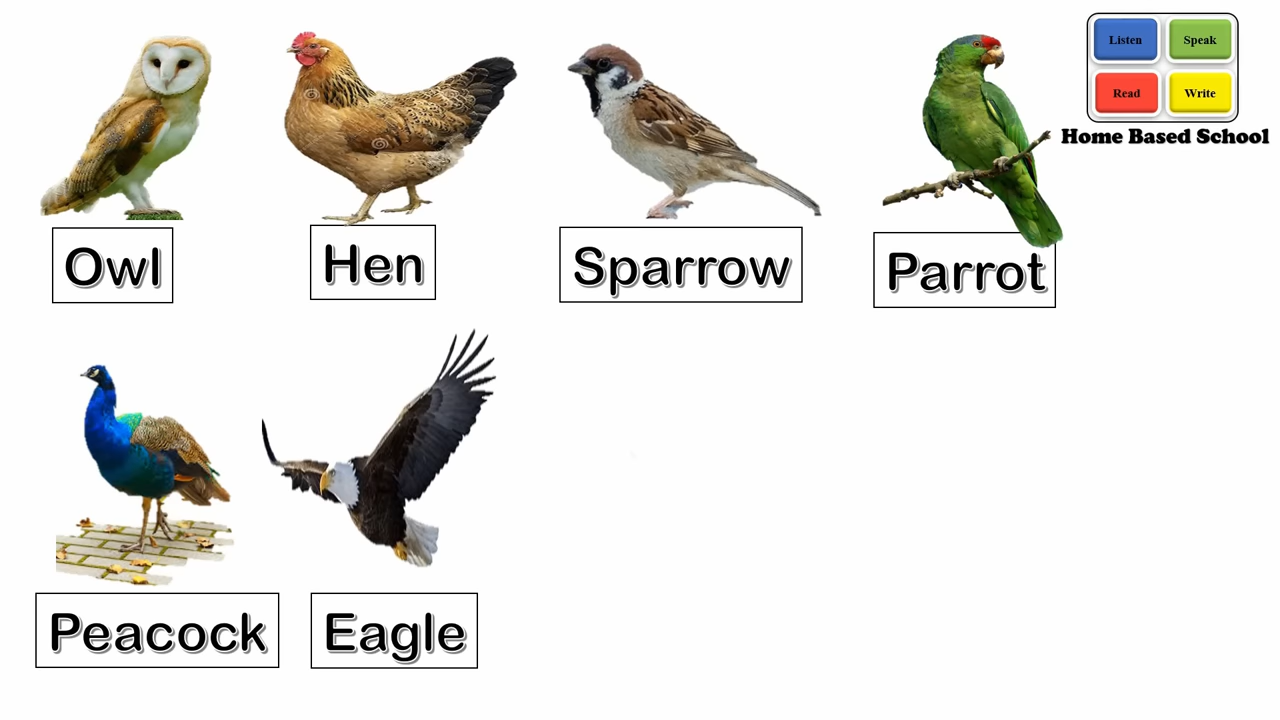 Listen
Speak
Read
Write
Home Based School
Owl
Hen
Sparrow
Parrot
Peacock
Eagle